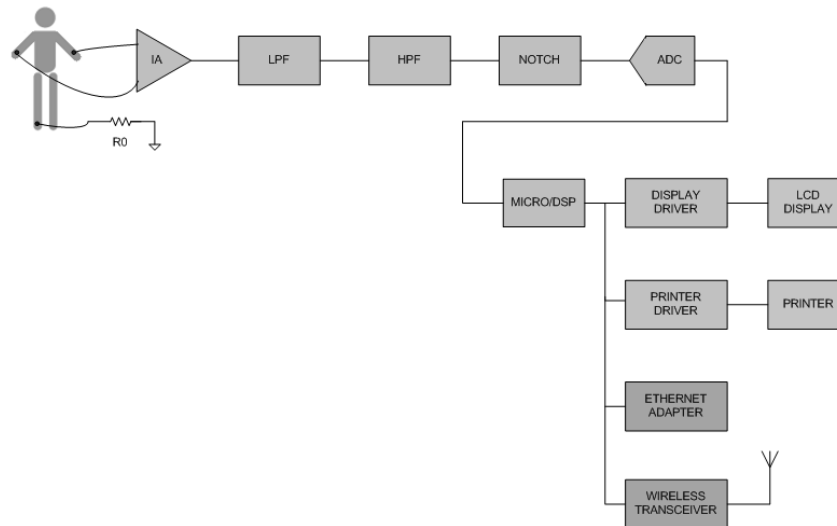 IA
LPF
HPF
NOTCH
ADC
R0
MICRO/DSP
DISPLAY
DRIVER
LCD
DISPLAY
PRINTER
DRIVER
PRINTER
ETHERNET
ADAPTER
WIRELESS
TRANSCEIVER